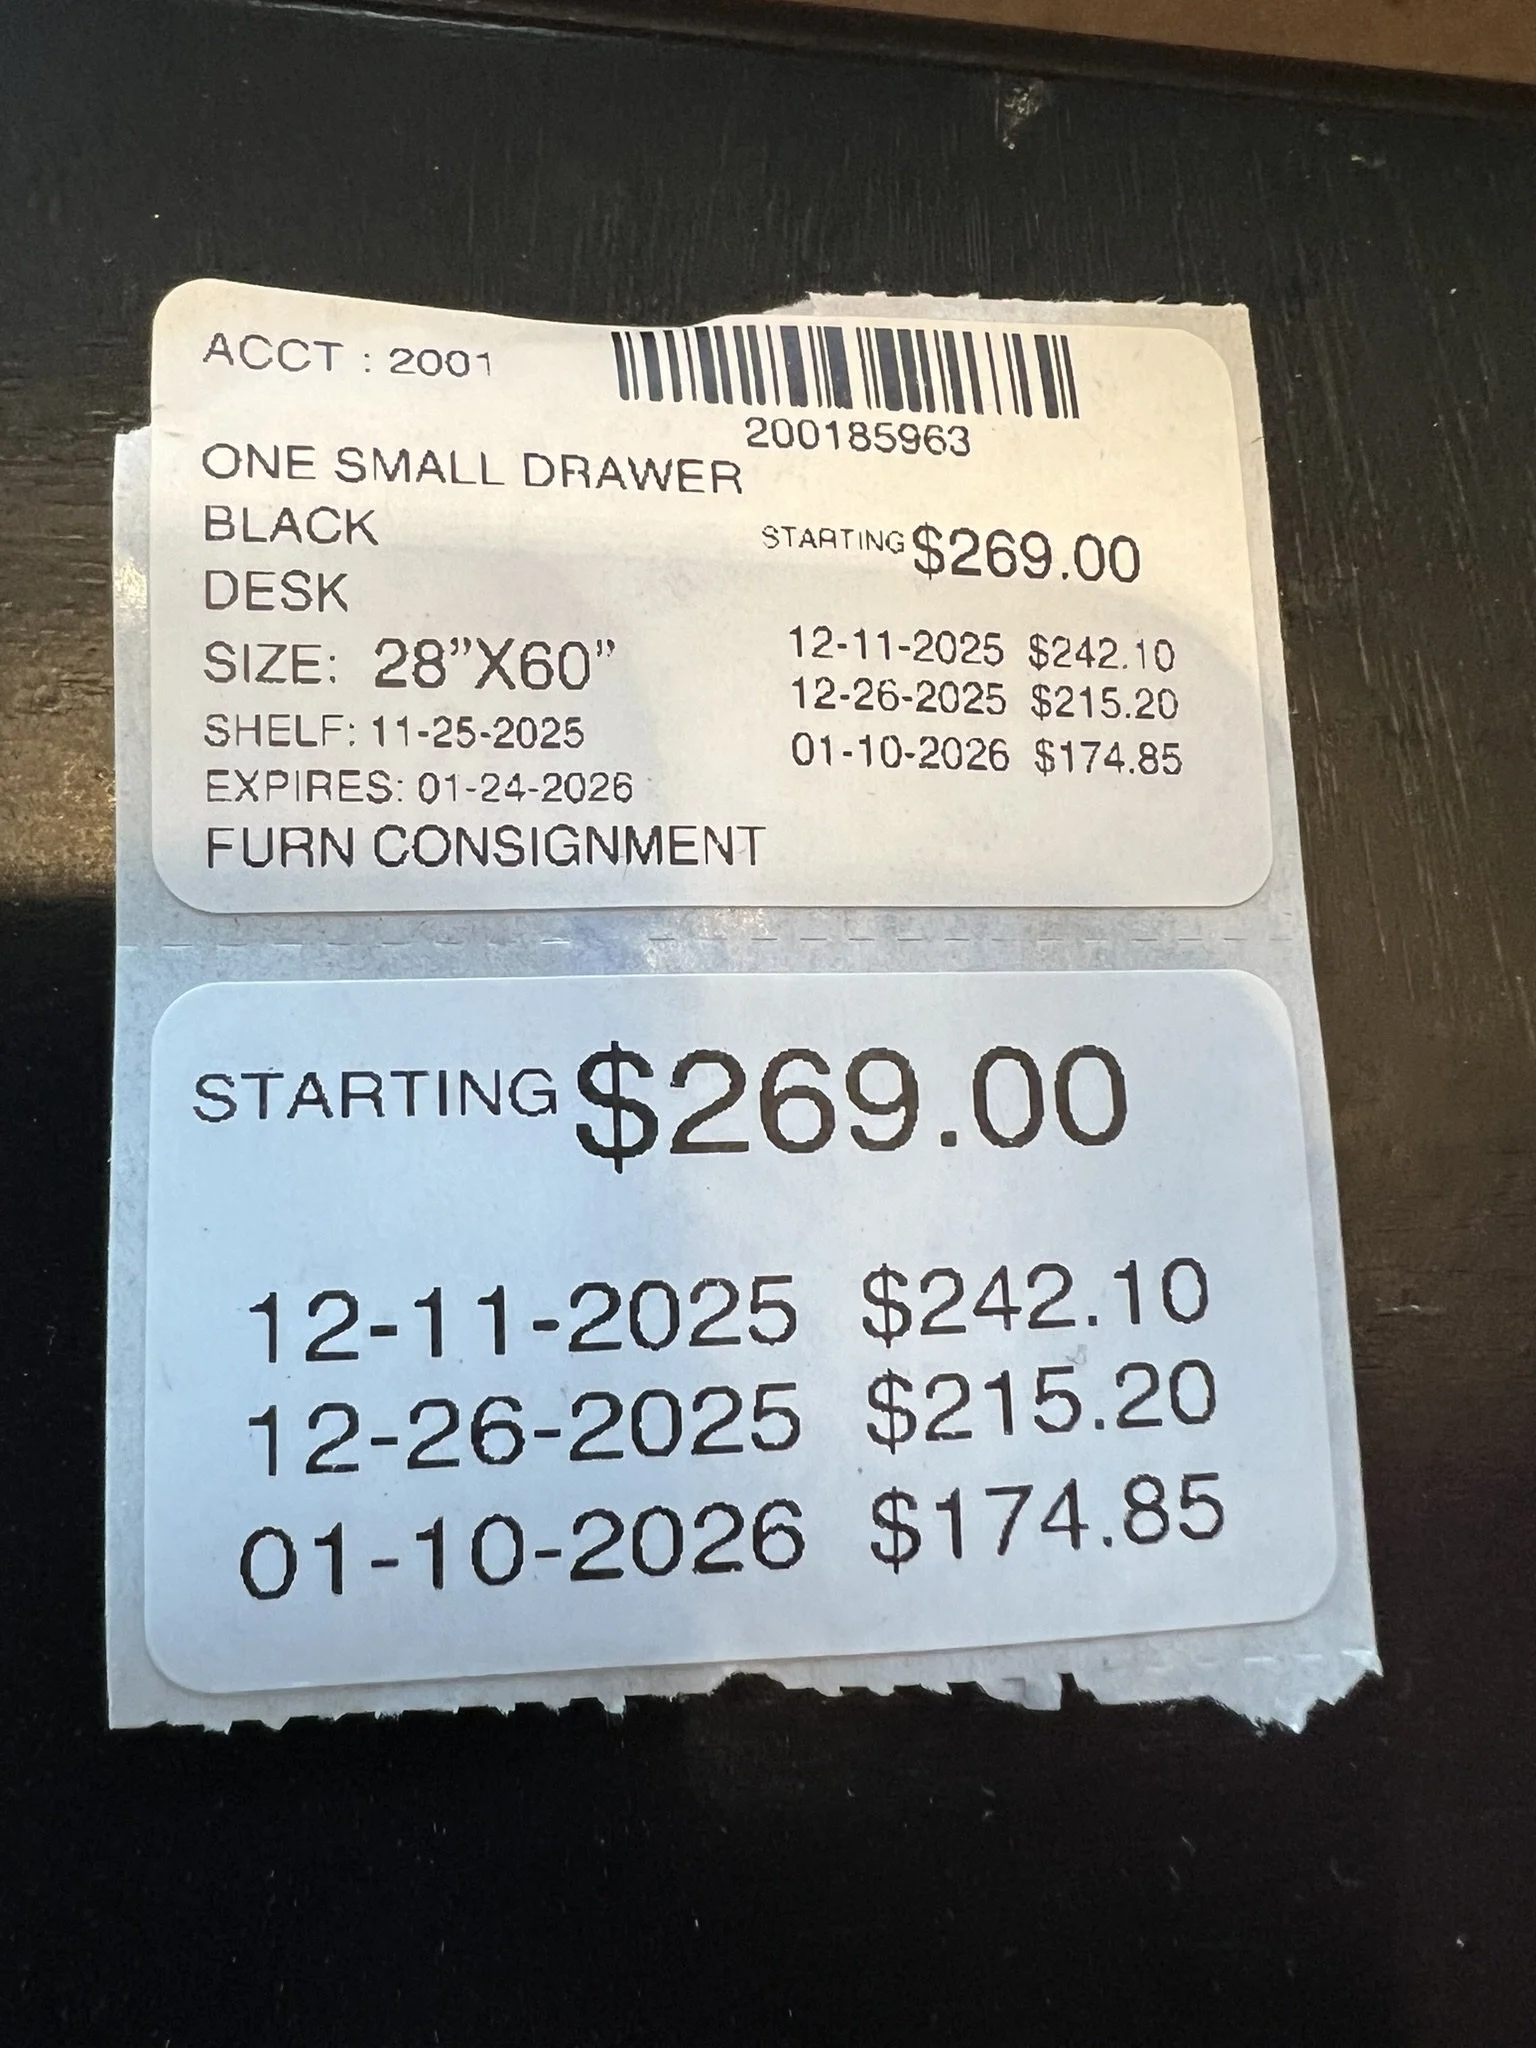 ACCT : 2001
200185963
ONE SMALL DRAWER
BLACK
DESK
SIZE: 28”X60”
SHELF: 11-25-2025
EXPIRES: 01-24-2026
FURN CONSIGNMENT
STARTING $269.00
12-11-2025 $242.10
12-26-2025 $215.20
01-10-2026 $174.85
STARTING $269.00
12-11-2025 $242.10
12-26-2025 $215.20
01-10-2026 $174.85